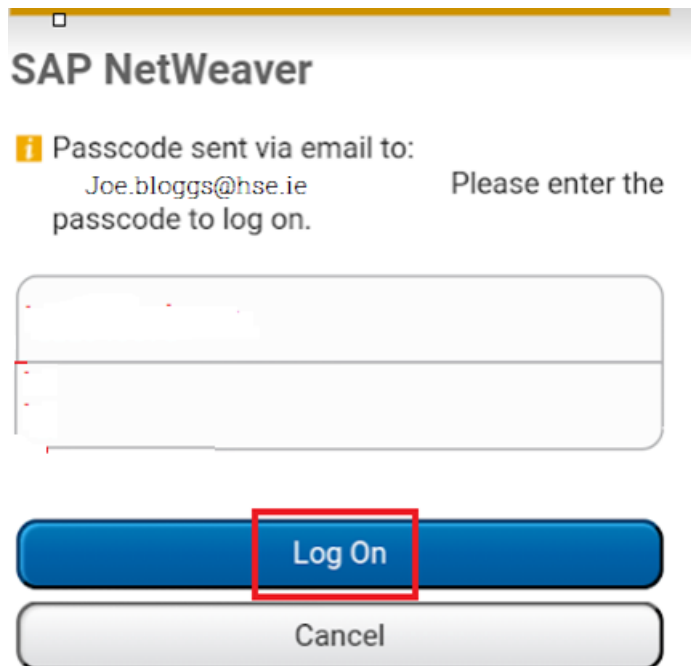 SAP NetWeaver
i Passcode sent via email to:
Joe.bloggs@hse.ie Please enter the
passcode to log on.
Log On
Cancel